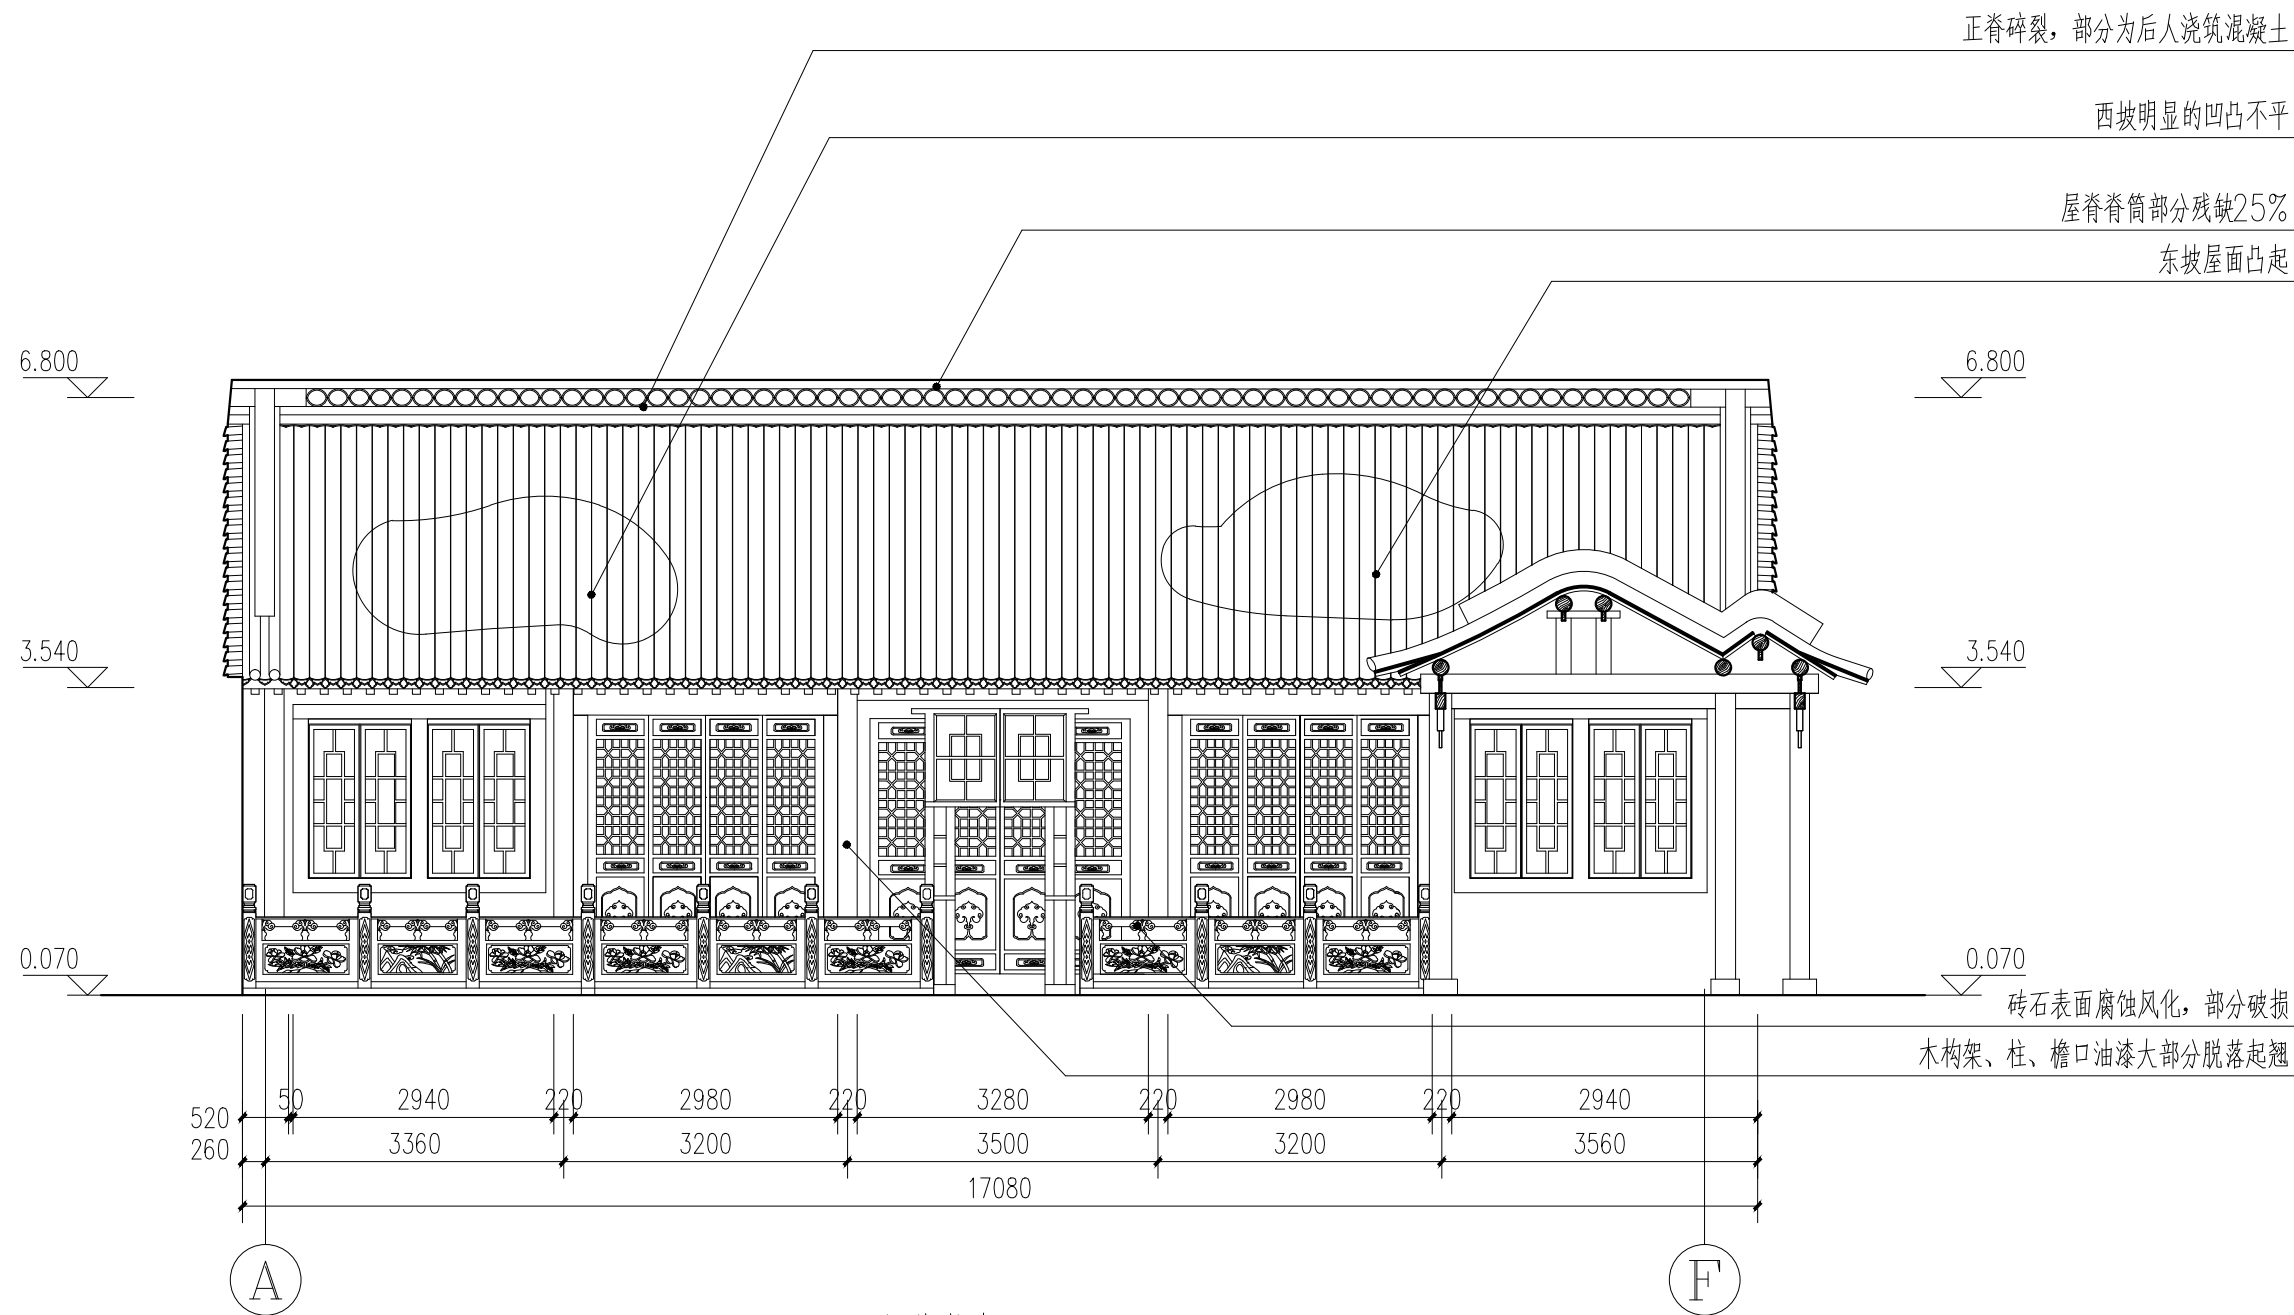 正脊碎裂，部分为后人浇筑混凝土
西坡明显的凹凸不平
屋脊脊筒部分残缺25%
东坡屋面凸起
6.800 6.800
3.540 3.540
0.070 0.070
砖石表面腐蚀风化，部分破损
木构架、柱、檐口油漆大部分脱落起翘
520 50 2940 220 2980 220 3280 220 2980 220 2940
260 3360 3200 3500 3200 3560
17080
A F